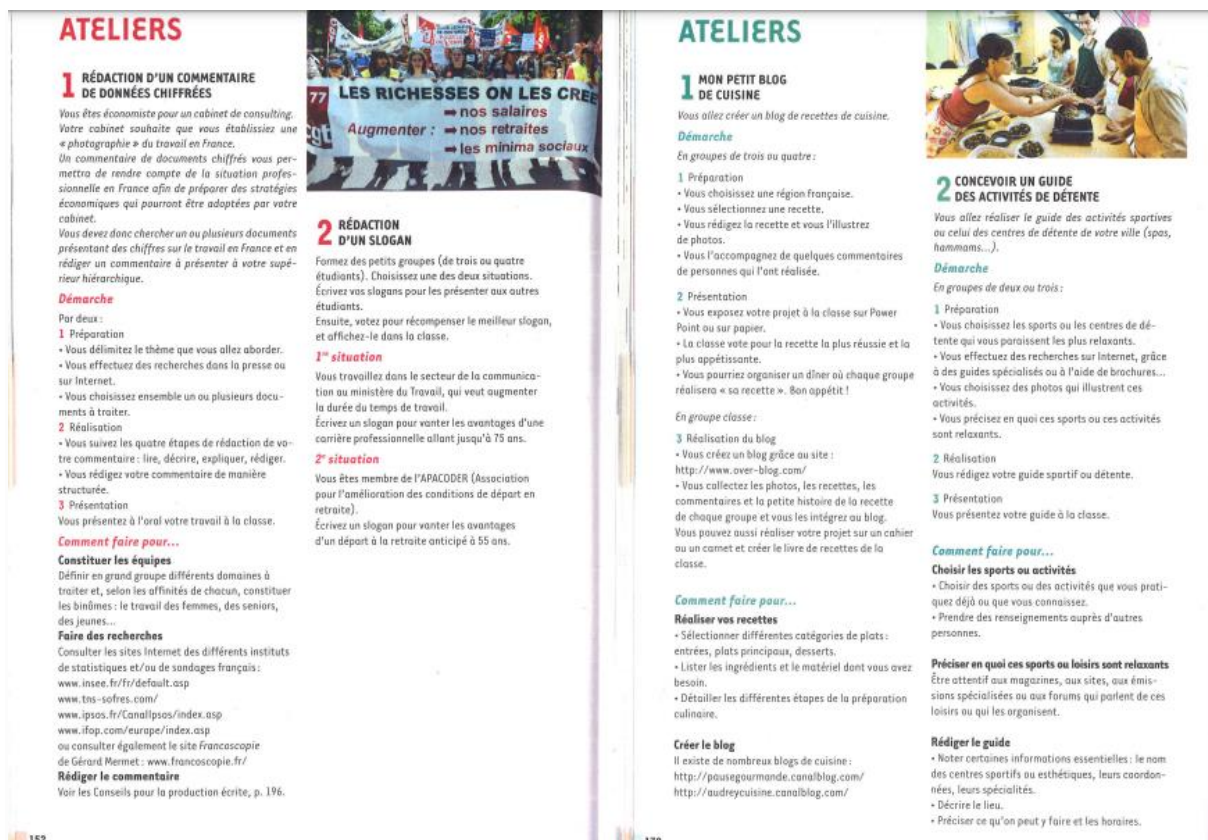 ATELIERS
1 RÉDACTION D'UN COMMENTAIRE
DE DONNÉES CHIFFRÉES
Vous êtes économiste pour un cabinet de consulting.
Votre cabinet souhaite que vous établissiez une
« photographie » du travail en France.
Un commentaire de documents chiffrés vous per-
mettra de rendre compte de la situation profes-
sionnelle en France afin de préparer des stratégies
économiques qui pourront être adoptées par votre
cabinet.
Vous devez donc chercher un ou plusieurs documents
présentant des chiffres sur le travail en France et en
rédiger un commentaire à présenter à votre supé-
rieur hiérarchique.
Démarche
Par deux :
1 Préparation
• Vous délimitez le thème que vous allez aborder.
• Vous effectuez des recherches dans la presse ou
sur Internet.
• Vous choisissez ensemble un ou plusieurs docu-
ments à traiter.
2 Réalisation
• Vous suivez les quatre étapes de rédaction de vo-
tre commentaire : lire, décrire, expliquer, rédiger.
• Vous rédigez votre commentaire de manière
structurée.
3 Présentation
Vous présentez à l'oral votre travail à la classe.
Comment faire pour...
Constituer les équipes
Définir en grand groupe différents domaines à
traiter et, selon les affinités de chacun, constituer
les binômes : le travail des femmes, des seniors,
des jeunes...
Faire des recherches
Consulter les sites Internet des différents instituts
de statistiques et/ou de sondages français :
www.insee.fr/fr/default.asp
www.tns-sofres.com/
www.ipsos.fr/CanalIpsos/index.asp
www.ifop.com/europe/index.asp
ou consulter également le site Francoscopie
de Gérard Mermet : www.francoscopie.fr/
Rédiger le commentaire
Voir les Conseils pour la production écrite, p. 196.
152
77
cgt
LES RICHESSES ON LES CREE
Augmenter : ➡ nos salaires
➡ nos retraites
➡ les minima sociaux
2 RÉDACTION
D'UN SLOGAN
Formez des petits groupes (de trois ou quatre
étudiants). Choisissez une des deux situations.
Écrivez vos slogans pour les présenter aux autres
étudiants.
Ensuite, votez pour récompenser le meilleur slogan,
et affichez-le dans la classe.
1re situation
Vous travaillez dans le secteur de la communica-
tion au ministère du Travail, qui veut augmenter
la durée du temps de travail.
Écrivez un slogan pour vanter les avantages d'une
carrière professionnelle allant jusqu'à 75 ans.
2e situation
Vous êtes membre de l'APACODER (Association
pour l'amélioration des conditions de départ en
retraite).
Écrivez un slogan pour vanter les avantages
d'un départ à la retraite anticipé à 55 ans.
ATELIERS
1 MON PETIT BLOG
DE CUISINE
Vous allez créer un blog de recettes de cuisine.
Démarche
En groupes de trois ou quatre :
1 Préparation
• Vous choisissez une région française.
• Vous sélectionnez une recette.
• Vous rédigez la recette et vous l'illustrez
de photos.
• Vous l'accompagnez de quelques commentaires
de personnes qui l'ont réalisée.
2 Présentation
• Vous exposez votre projet à la classe sur Power
Point ou sur papier.
• La classe vote pour la recette la plus réussie et la
plus appétissante.
• Vous pourriez organiser un dîner où chaque groupe
réalisera « sa recette ». Bon appétit !
En groupe classe :
3 Réalisation du blog
• Vous créez un blog grâce au site :
http://www.over-blog.com/
• Vous collectez les photos, les recettes, les
commentaires et la petite histoire de la recette
de chaque groupe et vous les intégrez au blog.
Vous pouvez aussi réaliser votre projet sur un cahier
ou un carnet et créer le livre de recettes de la
classe.
Comment faire pour...
Réaliser vos recettes
• Sélectionner différentes catégories de plats :
entrées, plats principaux, desserts.
• Lister les ingrédients et le matériel dont vous avez
besoin.
• Détailler les différentes étapes de la préparation
culinaire.
Créer le blog
Il existe de nombreux blogs de cuisine :
http://pausegourmande.canalblog.com/
http://audreycuisine.canalblog.com/
2 CONCEVOIR UN GUIDE
DES ACTIVITÉS DE DÉTENTE
Vous allez réaliser le guide des activités sportives
ou celui des centres de détente de votre ville (spas,
hammams...).
Démarche
En groupes de deux ou trois :
1 Préparation
• Vous choisissez les sports ou les centres de dé-
tente qui vous paraissent les plus relaxants.
• Vous effectuez des recherches sur Internet, grâce
à des guides spécialisés ou à l'aide de brochures...
• Vous choisissez des photos qui illustrent ces
activités.
• Vous précisez en quoi ces sports ou ces activités
sont relaxants.
2 Réalisation
Vous rédigez votre guide sportif ou détente.
3 Présentation
Vous présentez votre guide à la classe.
Comment faire pour...
Choisir les sports ou activités
• Choisir des sports ou des activités que vous prati-
quez déjà ou que vous connaissez.
• Prendre des renseignements auprès d'autres
personnes.
Préciser en quoi ces sports ou loisirs sont relaxants
Être attentif aux magazines, aux sites, aux émis-
sions spécialisées ou aux forums qui parlent de ces
loisirs ou qui les organisent.
Rédiger le guide
• Noter certaines informations essentielles : le nom
des centres sportifs ou esthétiques, leurs coordon-
nées, leurs spécialités.
• Décrire le lieu.
• Préciser ce qu'on peut y faire et les horaires.